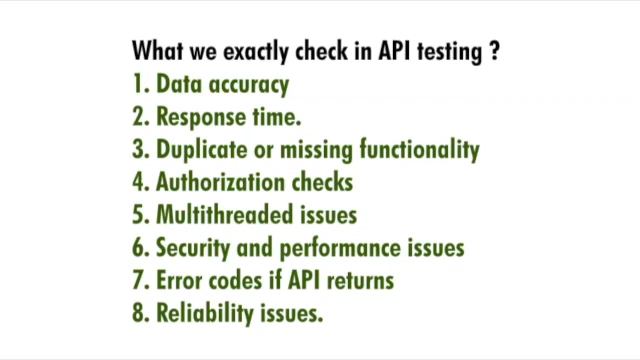 What we exactly check in API testing ?
1. Data accuracy
2. Response time.
3. Duplicate or missing functionality
4. Authorization checks
5. Multithreaded issues
6. Security and performance issues
7. Error codes if API returns
8. Reliability issues.